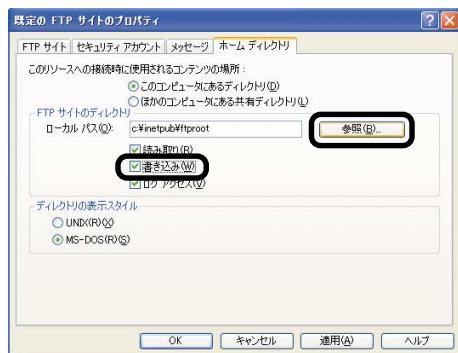 既定の FTP サイトのプロパティ
FTP サイト セキュリティ アカウント メッセージ ホーム ディレクトリ
このリソースへの接続時に使用されるコンテンツの場所:
このコンピュータにあるディレクトリ(D)
ほかのコンピュータにある共有ディレクトリ(L)
FTP サイトのディレクトリ
ローカル パス(O): c:¥inetpub¥ftproot 参照(B)...
読み取り(R)
書き込み(W)
ログ アクセス(V)
ディレクトリの表示スタイル
UNIX(R)(X)
MS-DOS(R)(S)
OK キャンセル 適用(A) ヘルプ